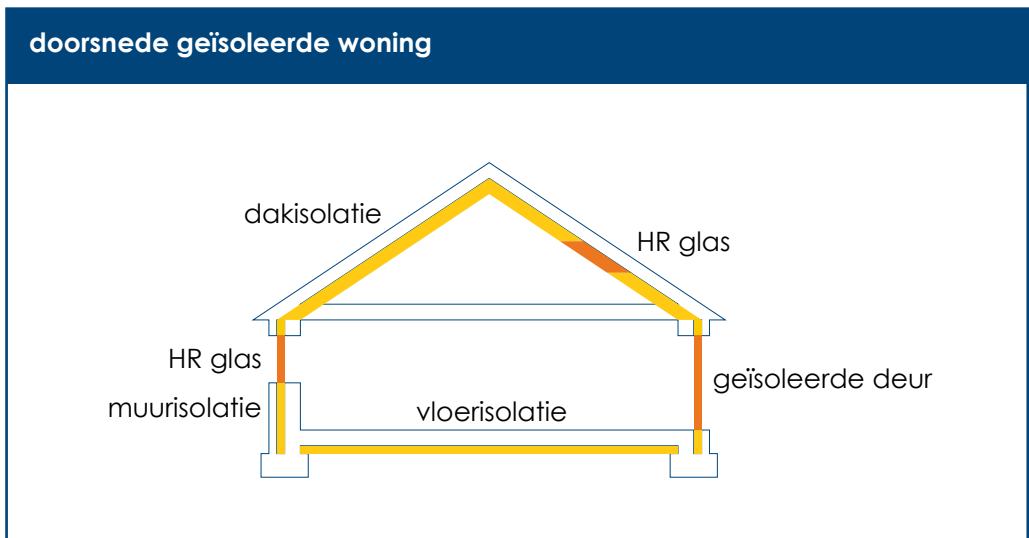 doorsnede geïsoleerde woning
dakisolatie
HR glas
HR glas
geïsoleerde deur
muurisolatie
vloerisolatie